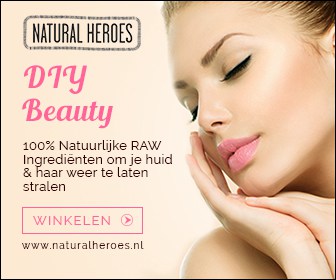 NATURAL HEROES
DIY
Beauty
100% Natuurlijke RAW
Ingrediënten om je huid
& haar weer te laten
stralen
WINKELEN
www.naturalheroes.nl